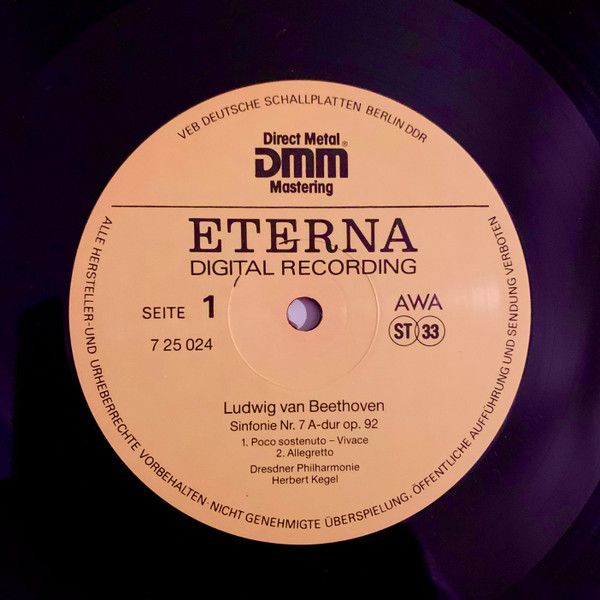 VEB DEUTSCHE SCHALLPLATTEN BERLIN DDR
Direct Metal
DMM®
Mastering
ETERNA
DIGITAL RECORDING
SEITE 1
AWA
ST 33
7 25 024
Ludwig van Beethoven
Sinfonie Nr. 7 A-dur op. 92
1. Poco sostenuto – Vivace
2. Allegretto
Dresdner Philharmonie
Herbert Kegel
ALLE HERSTELLER-UND URHEBERRECHTE VORBEHALTEN·NICHT GENEHMIGTE ÜBERSPIELUNG, ÖFFENTLICHE AUFFÜHRUNG UND SENDUNG VERBOTEN